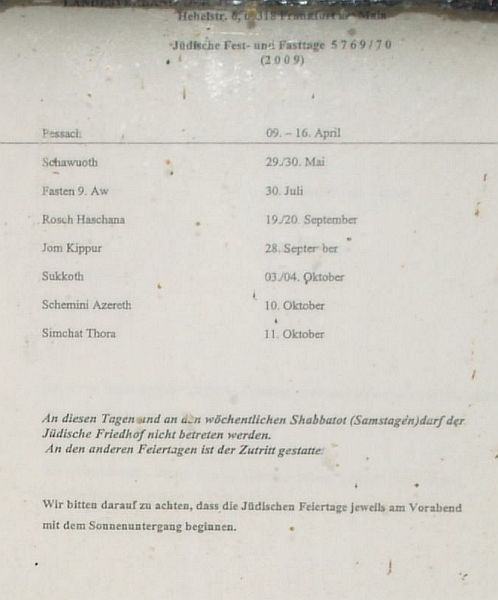 Hebelstr. 6, 60318 Frankfurt am Main
Jüdische Fest- und Fasttage 5769/70
(2009)
Pessach 09. – 16. April
Schawuoth 29./30. Mai
Fasten 9. Aw 30. Juli
Rosch Haschana 19./20. September
Jom Kippur 28. September
Sukkoth 03./04. Oktober
Schemini Azereth 10. Oktober
Simchat Thora 11. Oktober
An diesen Tagen und an den wöchentlichen Shabbatot (Samstagen)darf der
Jüdische Friedhof nicht betreten werden.
An den anderen Feiertagen ist der Zutritt gestattet.
Wir bitten darauf zu achten, dass die Jüdischen Feiertage jeweils am Vorabend
mit dem Sonnenuntergang beginnen.